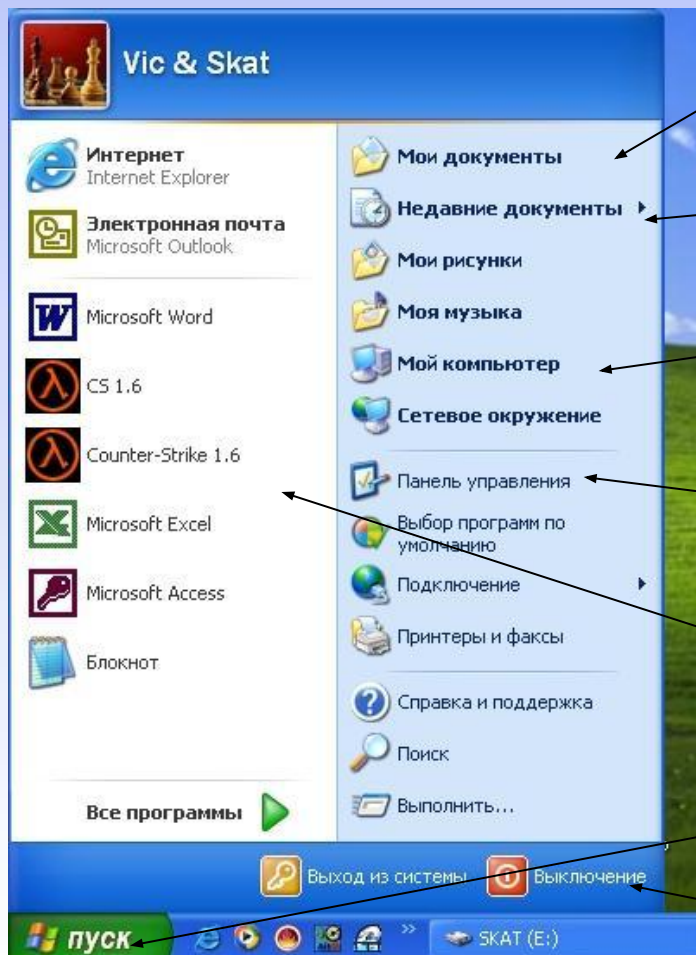 Vic & Skat
Интернет
Internet Explorer
Электронная почта
Microsoft Outlook
Microsoft Word
CS 1.6
Counter-Strike 1.6
Microsoft Excel
Microsoft Access
Блокнот
Все программы
Мои документы
Недавние документы
Мои рисунки
Моя музыка
Мой компьютер
Сетевое окружение
Панель управления
Выбор программ по
умолчанию
Подключение
Принтеры и факсы
Справка и поддержка
Поиск
Выполнить...
Выход из системы
Выключение
пуск
SKAT (E:)